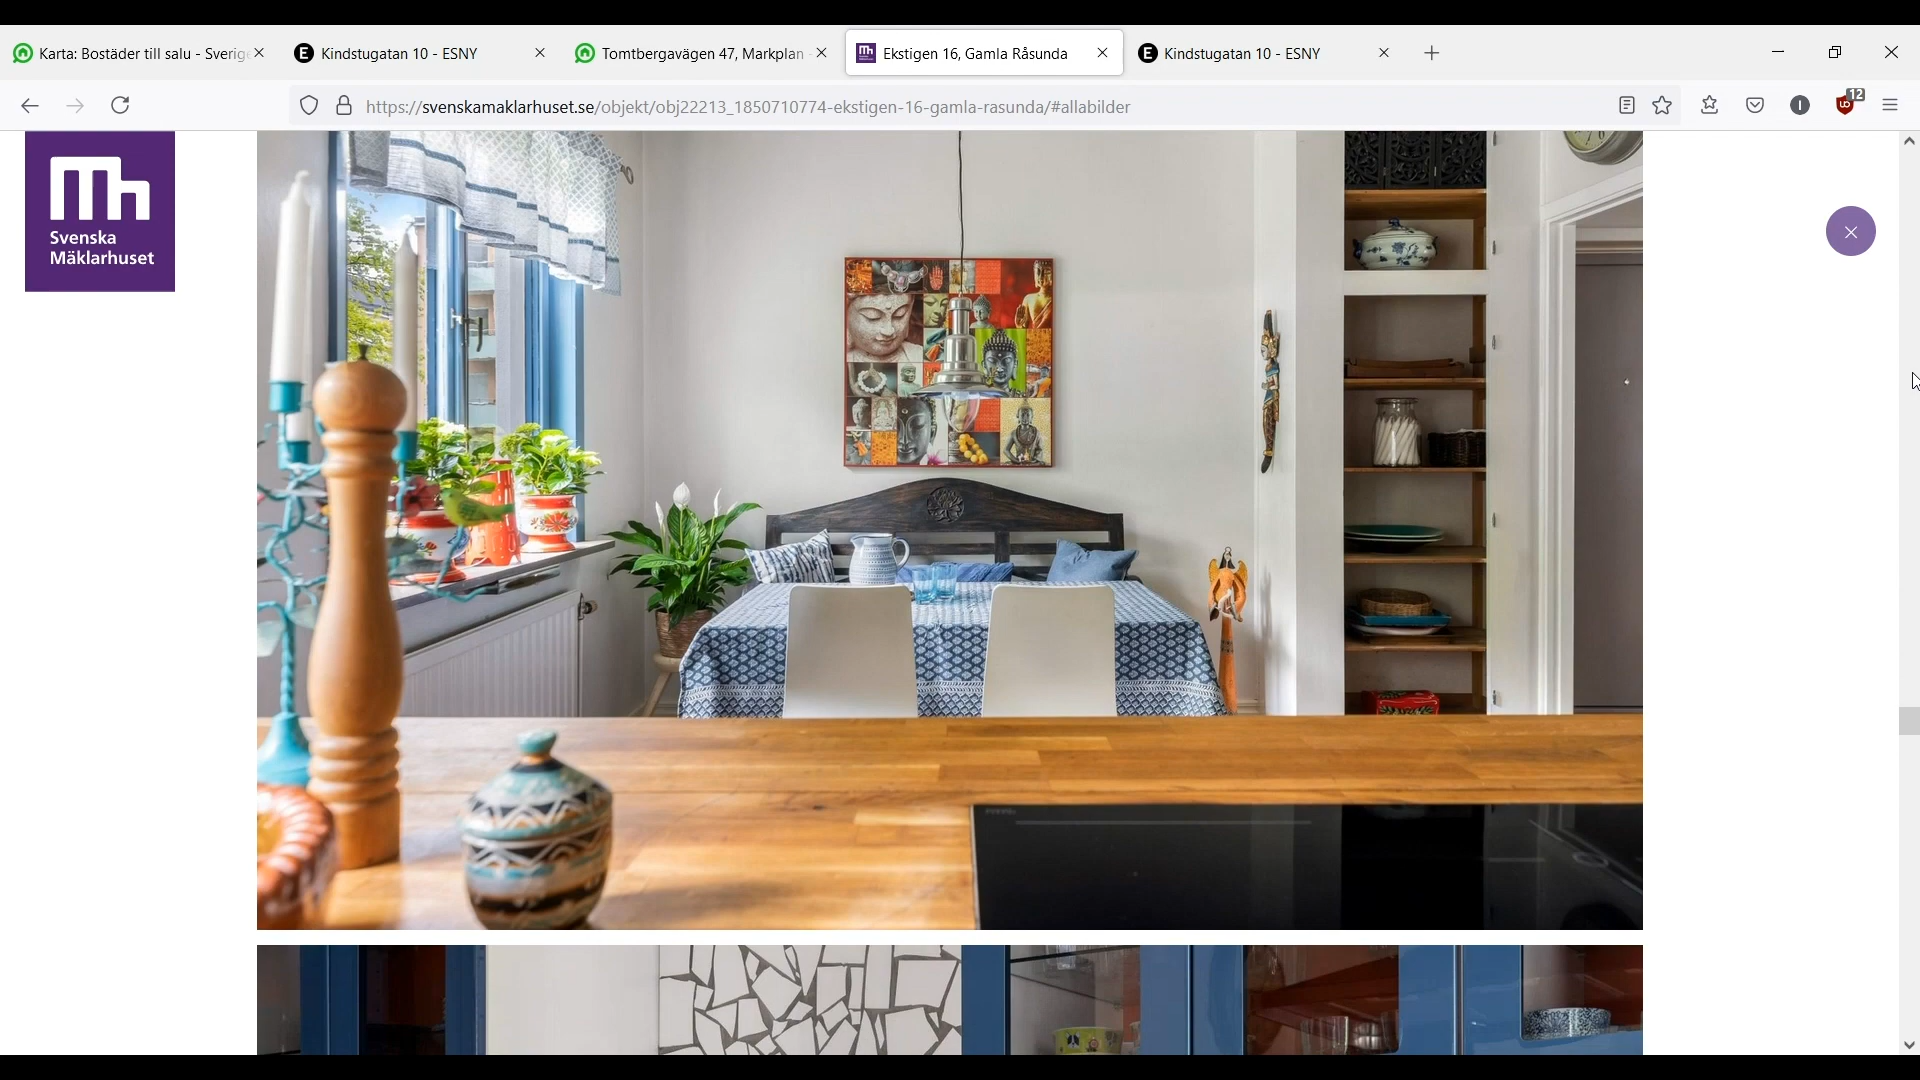 Karta: Bostäder till salu - Sverig
Kindstugatan 10 - ESNY
Tomtbergavägen 47, Markplan
Ekstigen 16, Gamla Råsunda
Kindstugatan 10 - ESNY
https://svenskamaklarhuset.se/objekt/obj22213_1850710774-ekstigen-16-gamla-rasunda/#allabilder
12
Mh
Svenska
Mäklarhuset